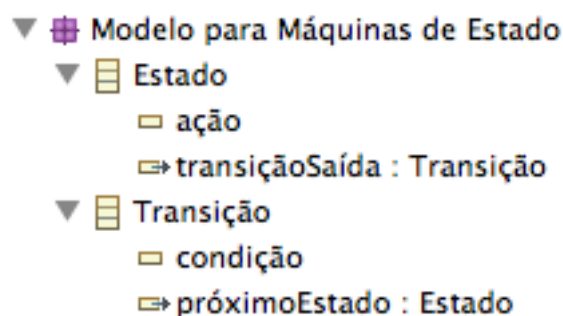 Modelo para Máquinas de Estado
Estado
ação
transiçãoSaída : Transição
Transição
condição
próximoEstado : Estado